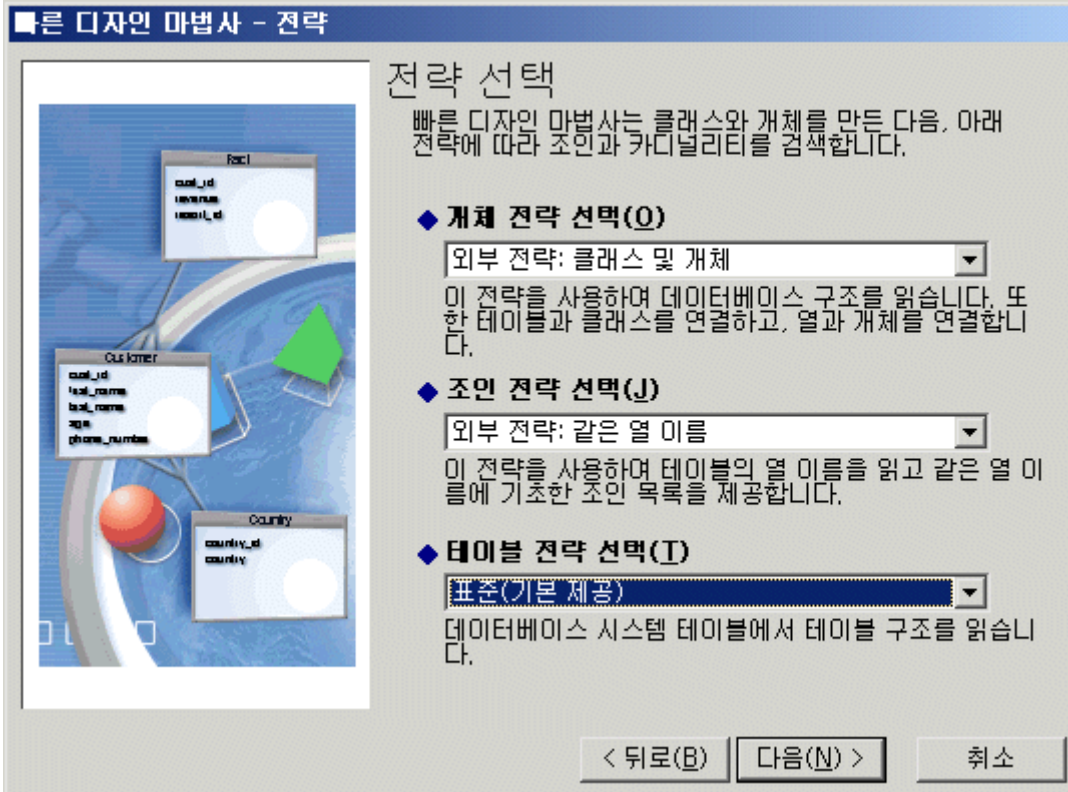 빠른 디자인 마법사 - 전략
전략 선택
빠른 디자인 마법사는 클래스와 개체를 만든 다음, 아래
전략에 따라 조인과 카디널리티를 검색합니다.
Customer
cust_id
last_name
age
phone_number
Country
country_id
country
개체 전략 선택(O)
외부 전략: 클래스 및 개체
이 전략을 사용하여 데이터베이스 구조를 읽습니다. 또
한 테이블과 클래스를 연결하고, 열과 개체를 연결합니
다.
조인 전략 선택(J)
외부 전략: 같은 열 이름
이 전략을 사용하여 테이블의 열 이름을 읽고 같은 열 이
름에 기초한 조인 목록을 제공합니다.
테이블 전략 선택(T)
표준(기본 제공)
데이터베이스 시스템 테이블에서 테이블 구조를 읽습니
다.
< 뒤로(B)
다음(N) >
취소